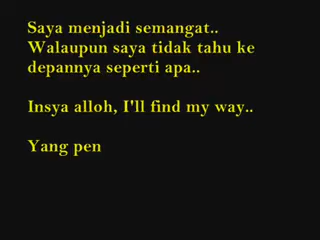 Saya menjadi semangat..
Walaupun saya tidak tahu ke
depannya seperti apa..
Insya alloh, I'll find my way..
Yang pen